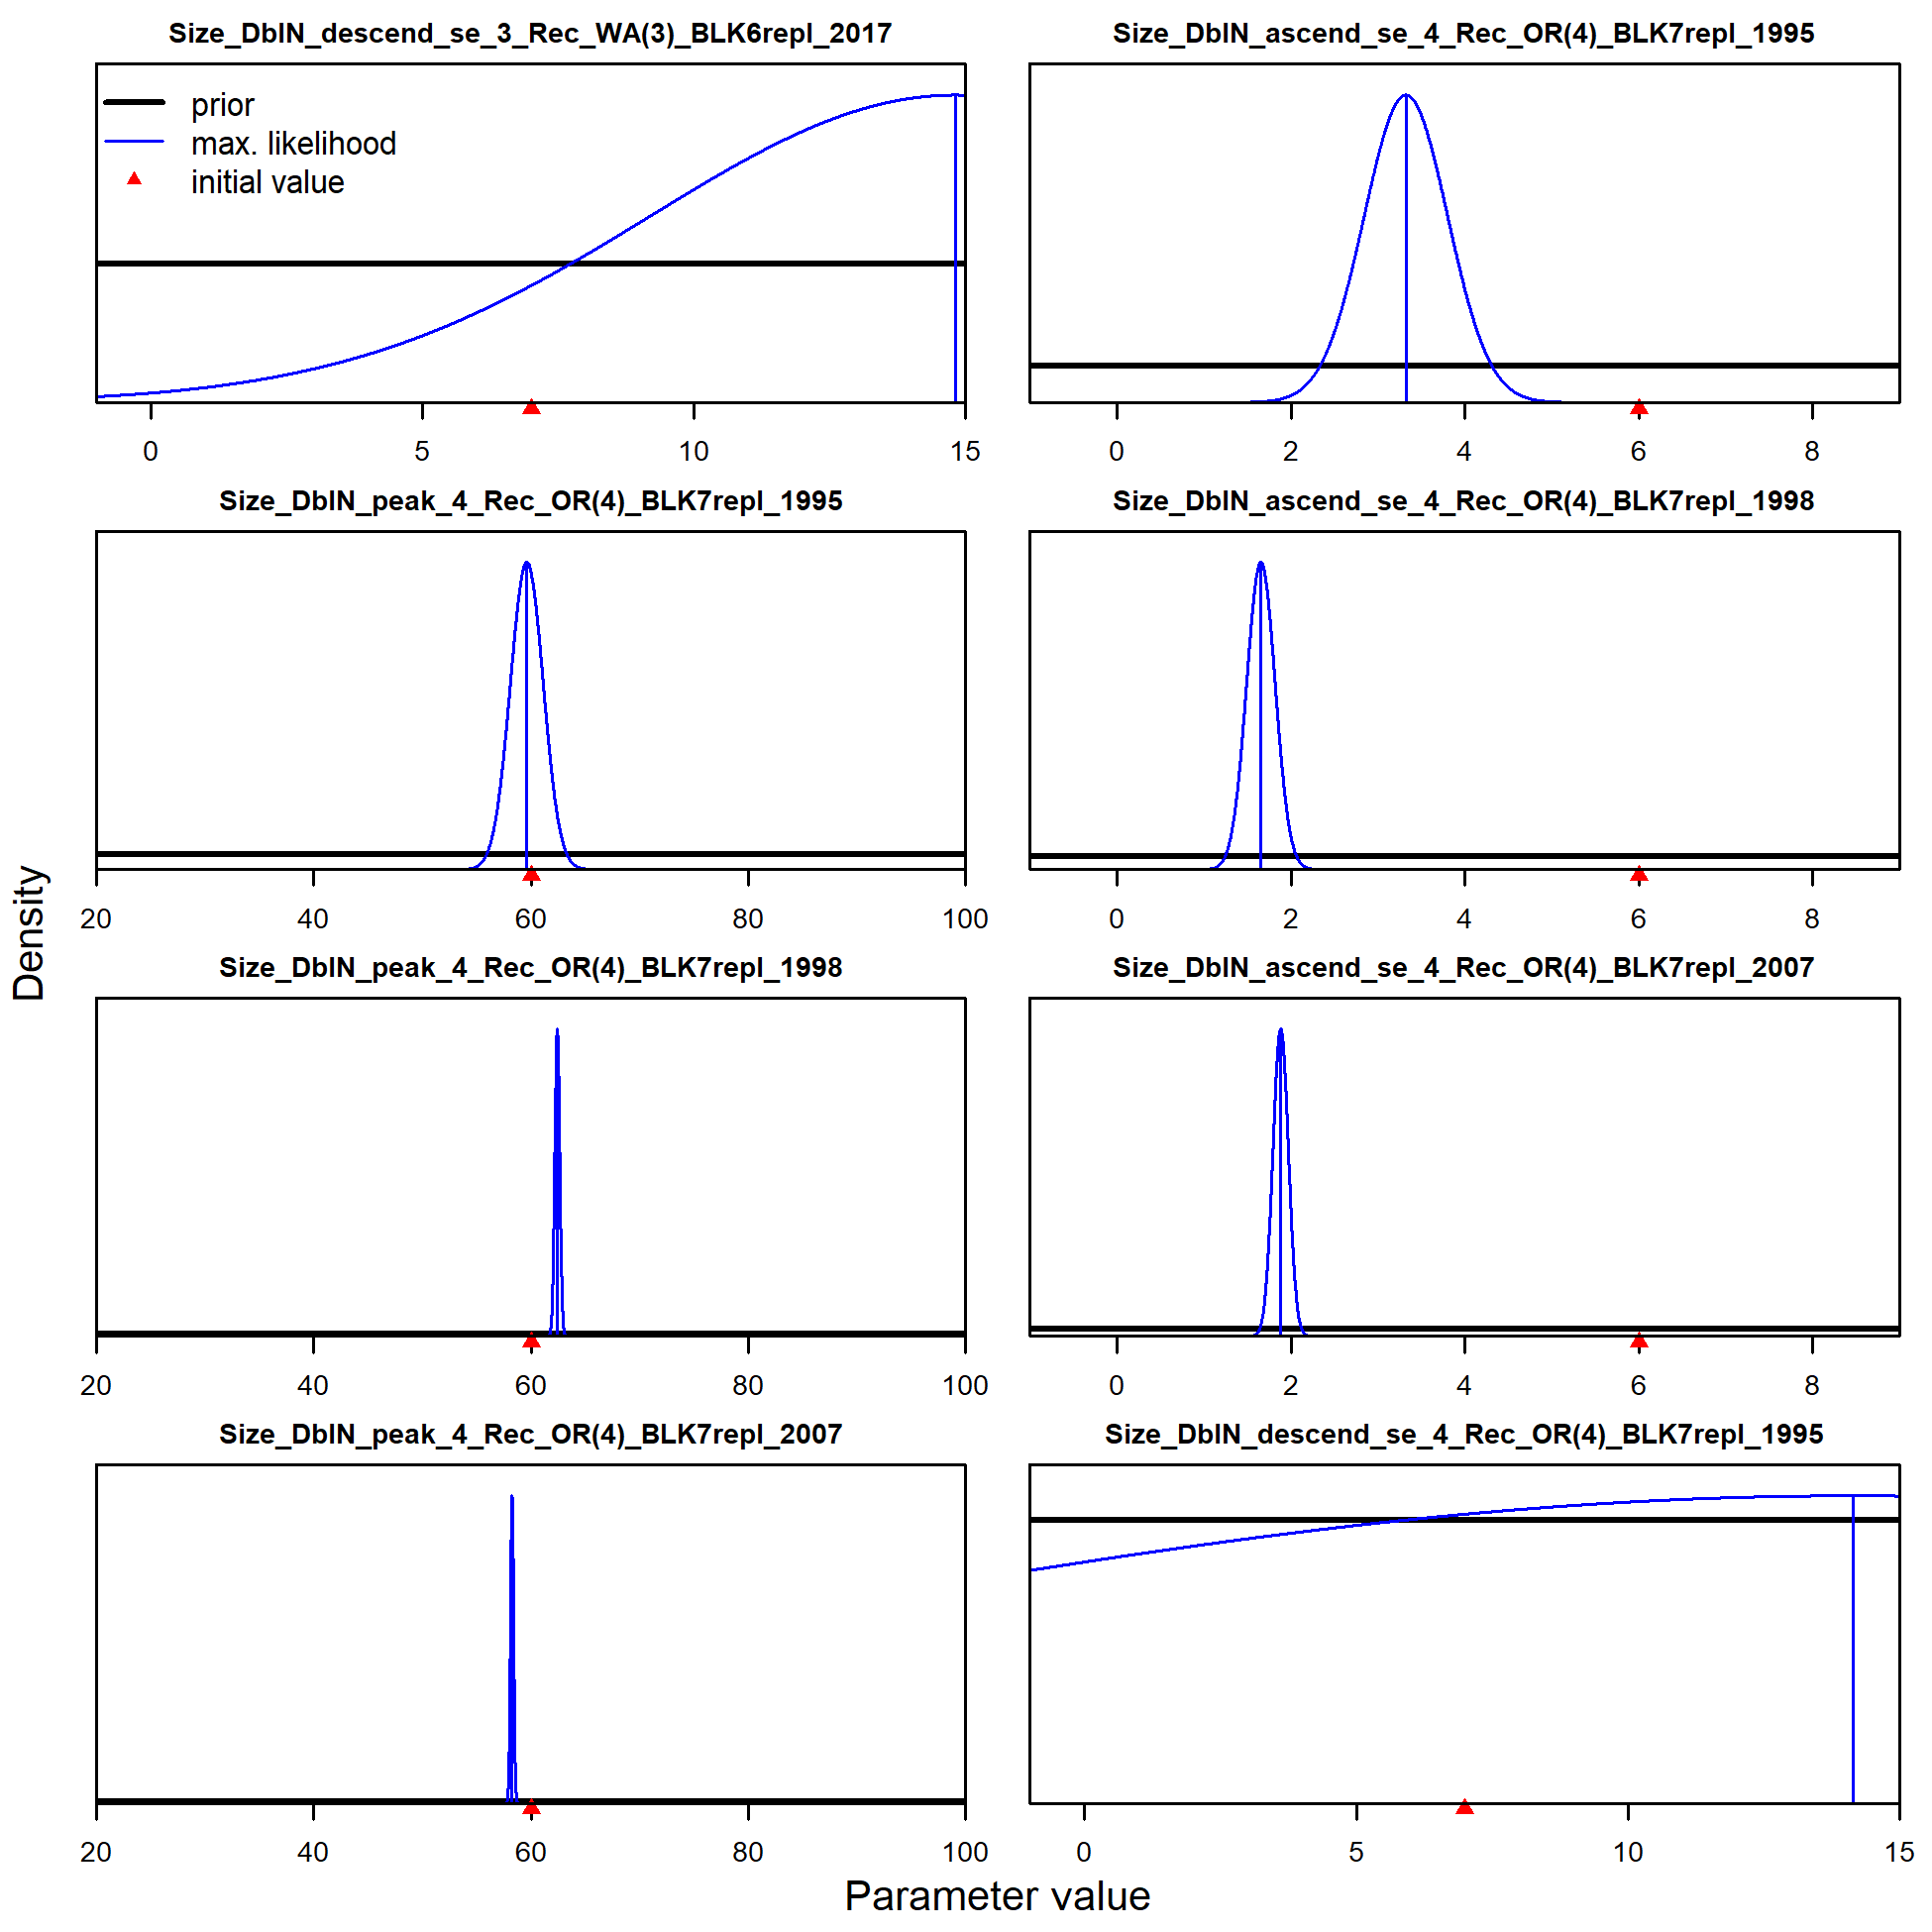 Size_DblN_descend_se_3_Rec_WA(3)_BLK6repl_2017
prior
max. likelihood
initial value
0 5 10 15
Size_DblN_ascend_se_4_Rec_OR(4)_BLK7repl_1995
0 2 4 6 8
Size_DblN_peak_4_Rec_OR(4)_BLK7repl_1995
20 40 60 80 100
Size_DblN_ascend_se_4_Rec_OR(4)_BLK7repl_1998
0 2 4 6 8
Size_DblN_peak_4_Rec_OR(4)_BLK7repl_1998
20 40 60 80 100
Size_DblN_ascend_se_4_Rec_OR(4)_BLK7repl_2007
0 2 4 6 8
Size_DblN_peak_4_Rec_OR(4)_BLK7repl_2007
20 40 60 80 100
Size_DblN_descend_se_4_Rec_OR(4)_BLK7repl_1995
0 5 10 15
Density
Parameter value